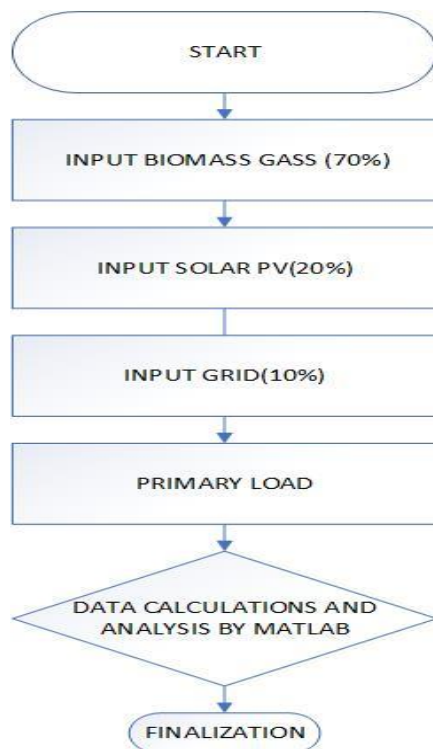 START
INPUT BIOMASS GASS (70%)
INPUT SOLAR PV(20%)
INPUT GRID(10%)
PRIMARY LOAD
DATA CALCULATIONS AND
ANALYSIS BY MATLAB
FINALIZATION